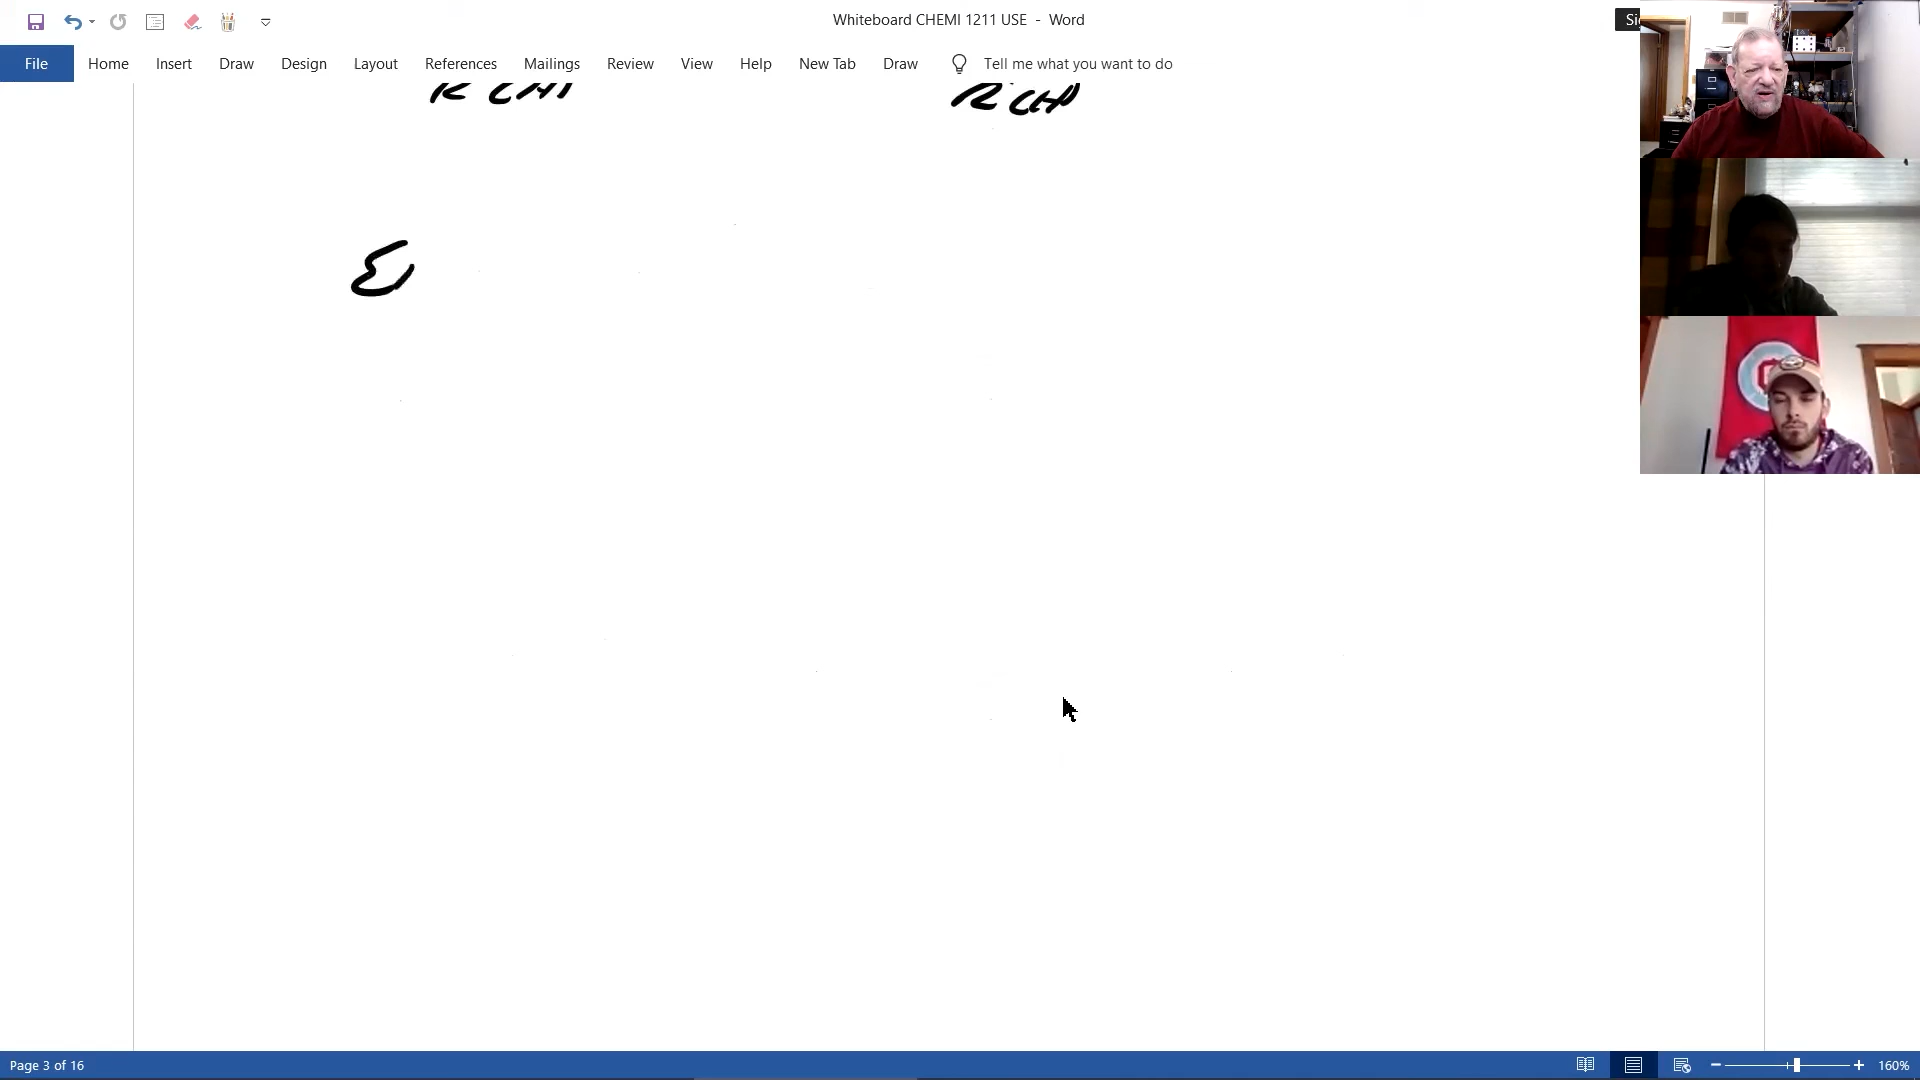 Whiteboard CHEMI 1211 USE - Word
File Home Insert Draw Design Layout References Mailings Review View Help New Tab Draw Tell me what you want to do
E
Page 3 of 16
160%